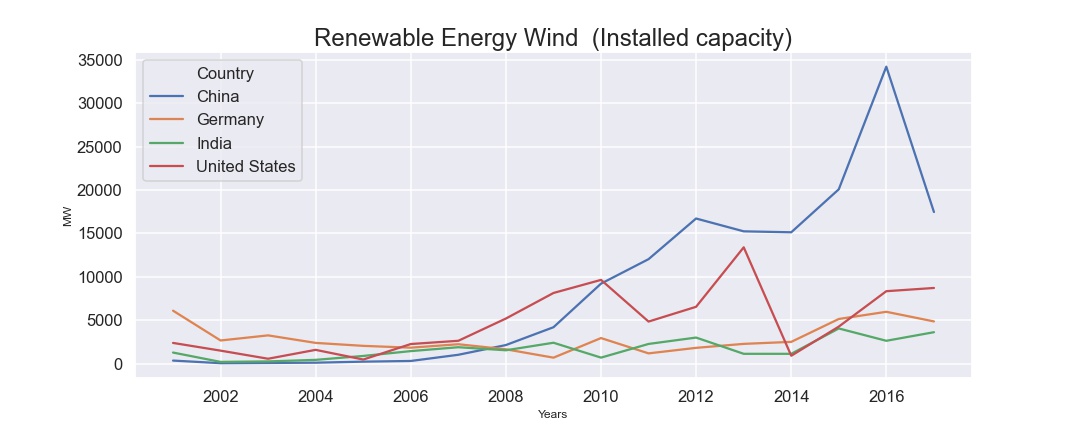 Renewable Energy Wind  (Installed capacity)
35000
30000
25000
20000
15000
10000
5000
0
MW
Country
China
Germany
India
United States
2002 2004 2006 2008 2010 2012 2014 2016
Years